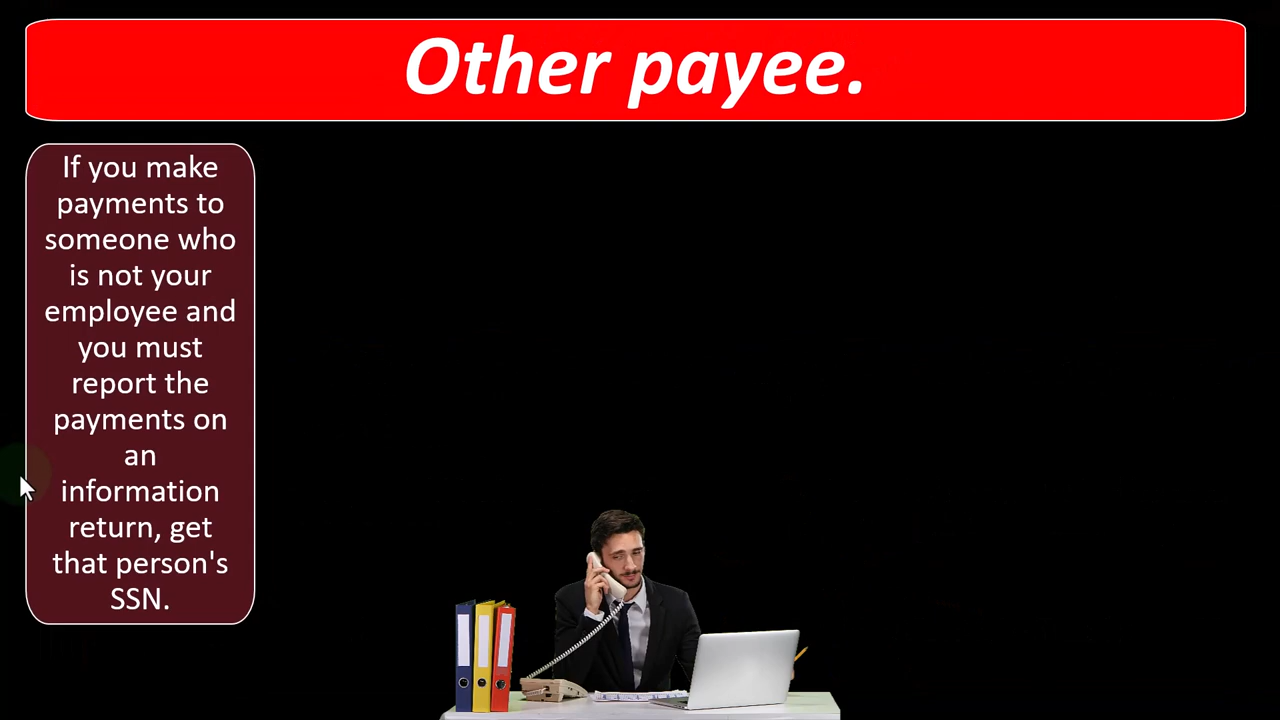 Other payee.
If you make
payments to
someone who
is not your
employee and
you must
report the
payments on
an
information
return, get
that person's
SSN.